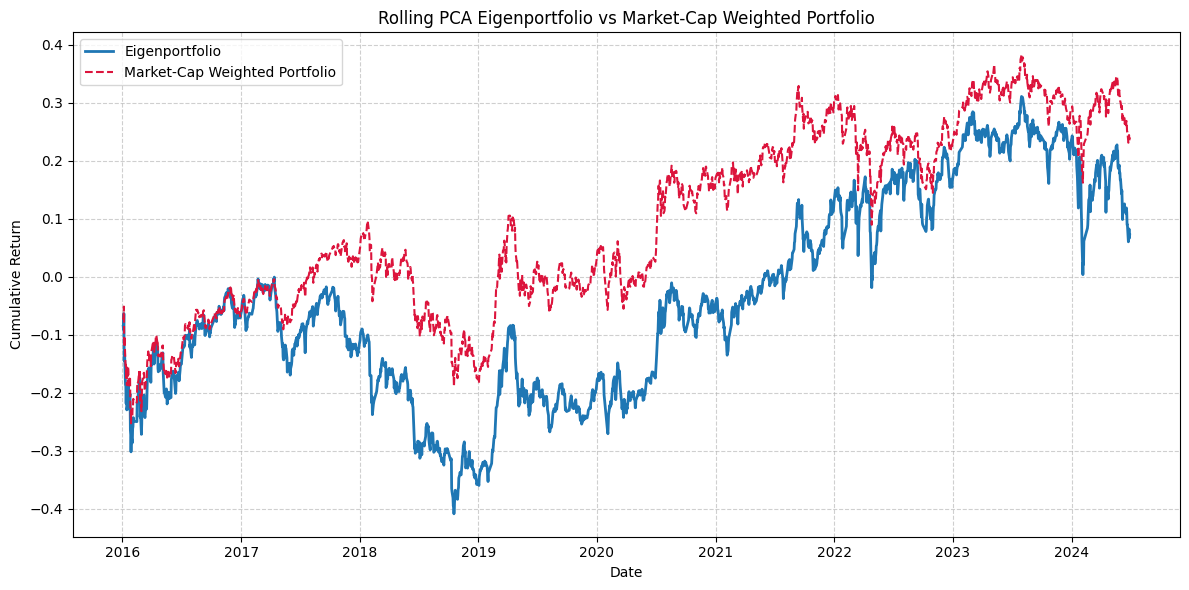 Rolling PCA Eigenportfolio vs Market-Cap Weighted Portfolio
Eigenportfolio
Market-Cap Weighted Portfolio
Cumulative Return
0.4
0.3
0.2
0.1
0.0
−0.1
−0.2
−0.3
−0.4
2016 2017 2018 2019 2020 2021 2022 2023 2024
Date